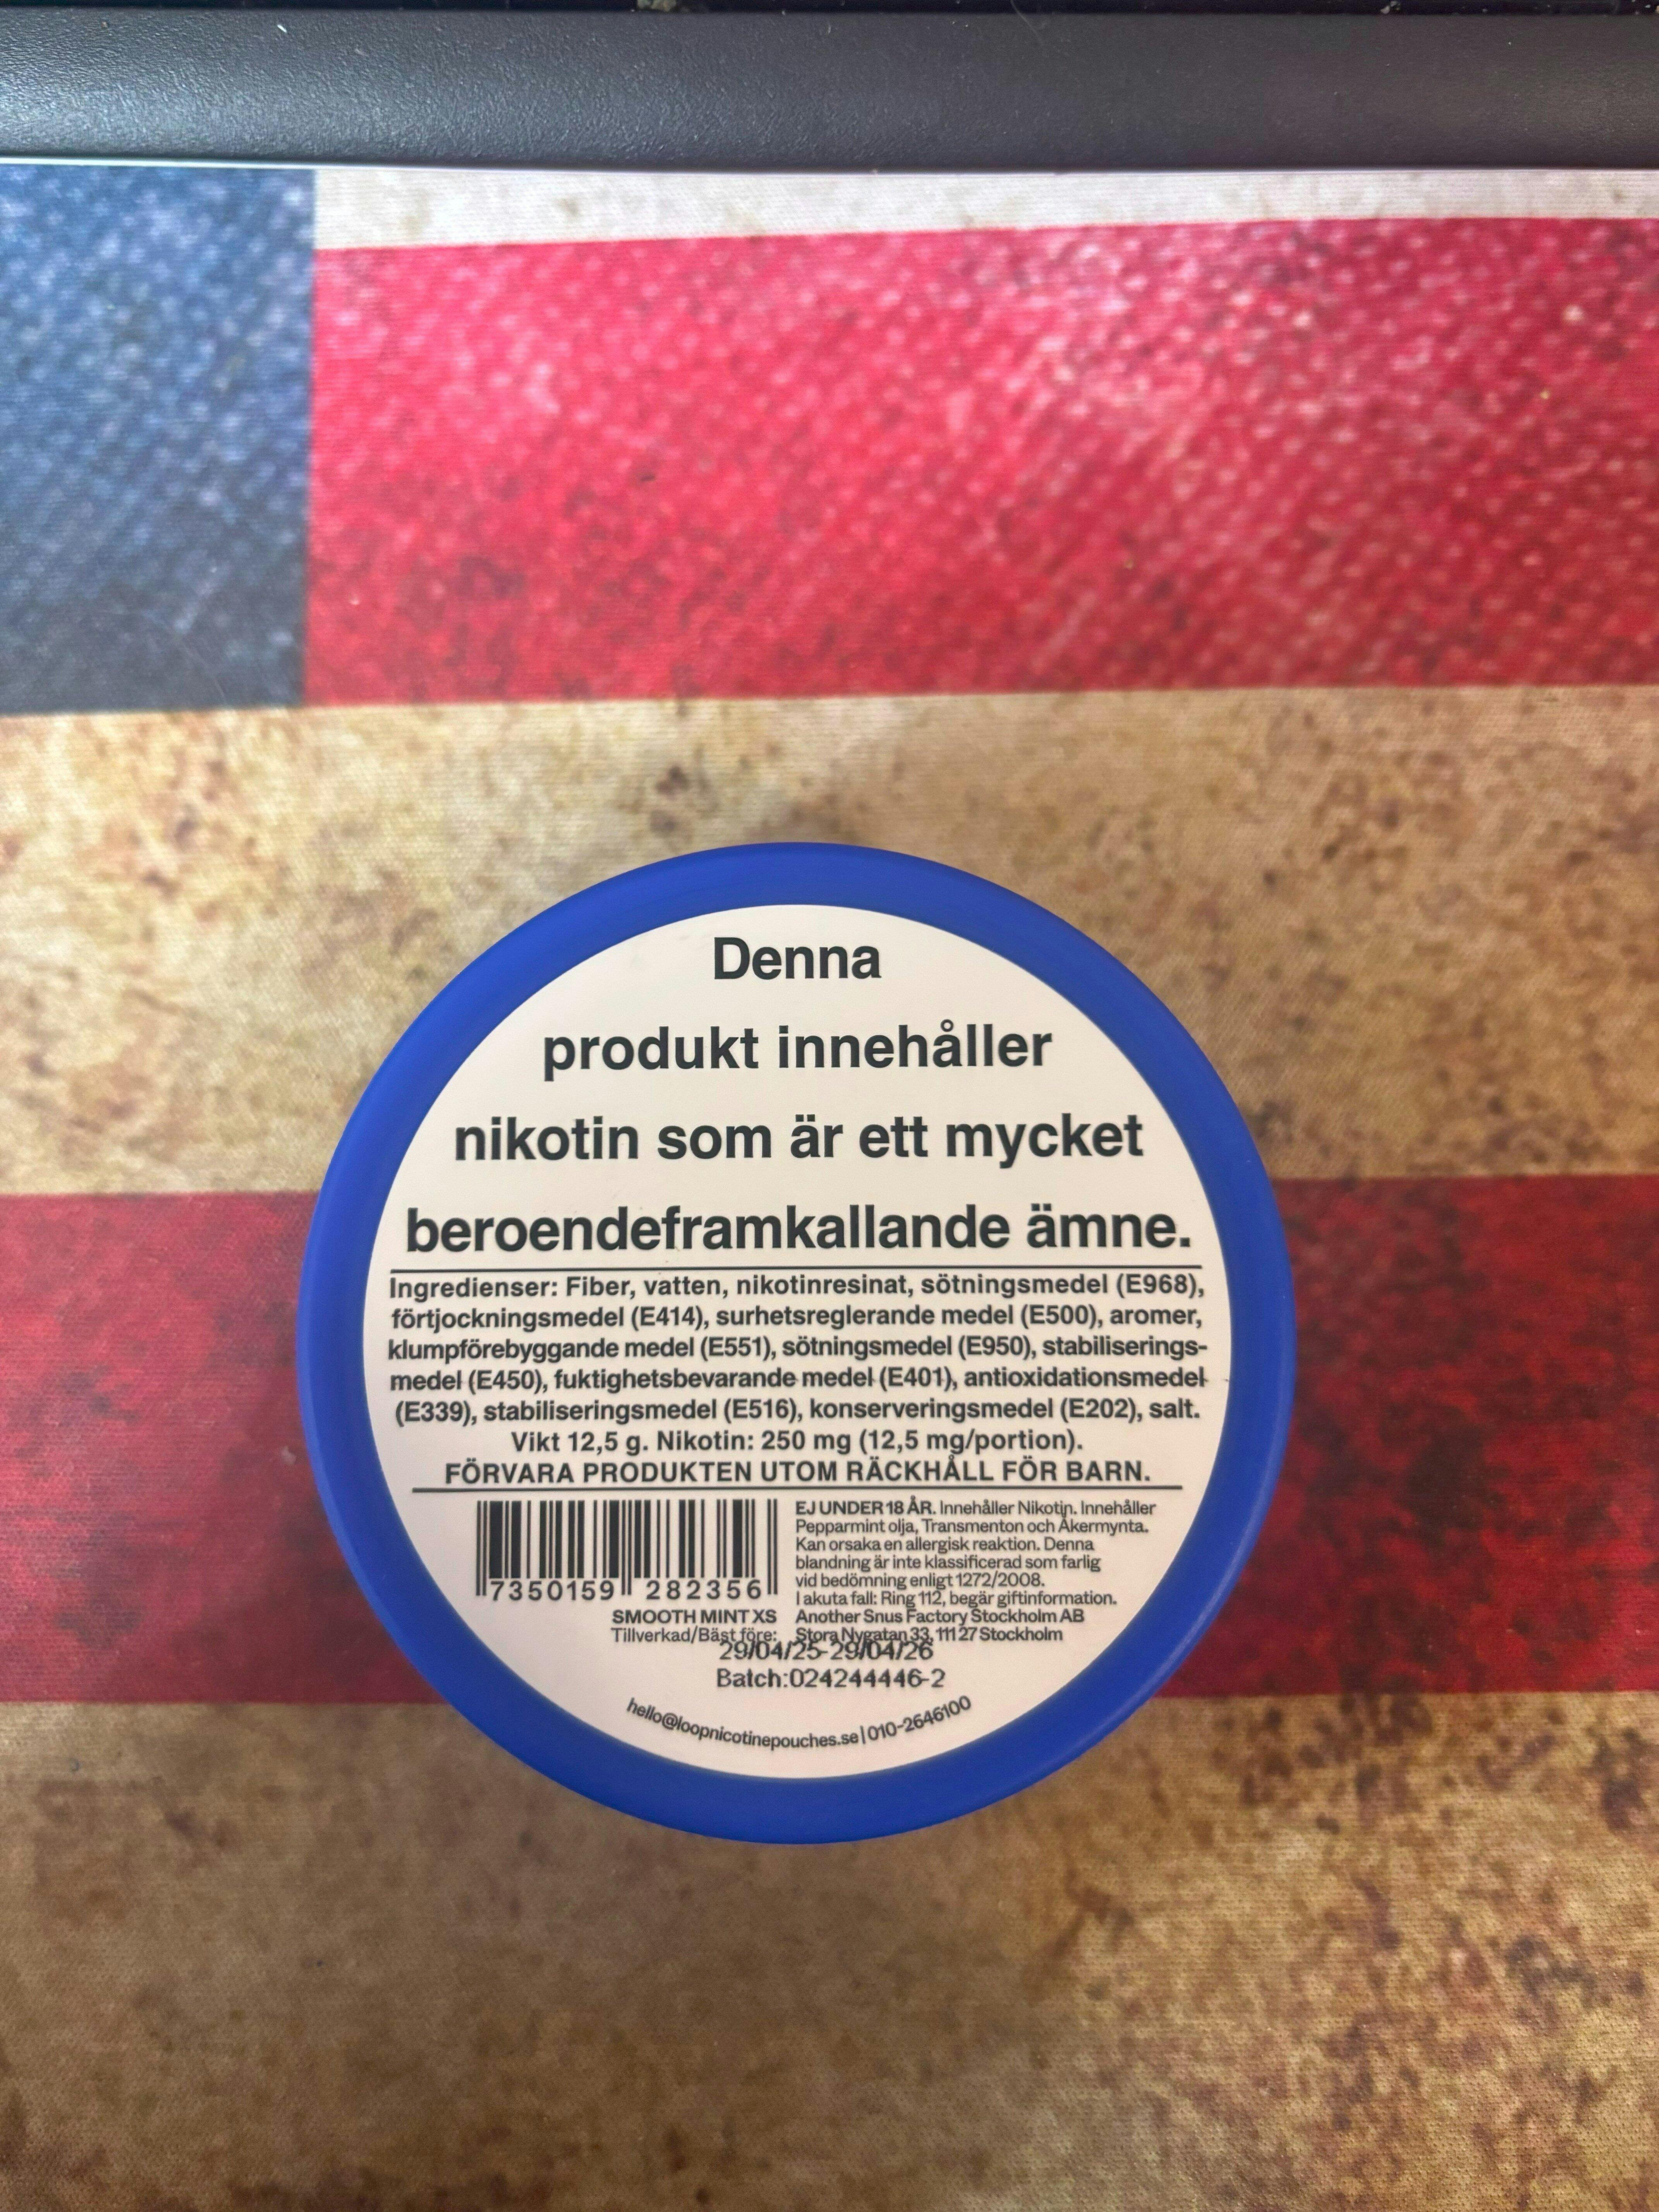 Denna
produkt innehåller
nikotin som är ett mycket
beroendeframkallande ämne.
Ingredienser: Fiber, vatten, nikotinresinat, sötningsmedel (E968),
förtjockningsmedel (E414), surhetsreglerande medel (E500), aromer,
klumpförebyggande medel (E551), sötningsmedel (E950), stabiliserings-
medel (E450), fuktighetsbevarande medel (E401), antioxidationsmedel
(E339), stabiliseringsmedel (E516), konserveringsmedel (E202), salt.
Vikt 12,5 g. Nikotin: 250 mg (12,5 mg/portion).
FÖRVARA PRODUKTEN UTOM RÄCKHÅLL FÖR BARN.
7350159 282356
SMOOTH MINT XS
Tillverkad/Bäst före:
EJ UNDER 18 ÅR. Innehåller Nikotin. Innehåller
Pepparmint olja, Transmenton och Åkermynta.
Kan orsaka en allergisk reaktion. Denna
blandning är inte klassificerad som farlig
vid bedömning enligt 1272/2008.
I akuta fall: Ring 112, begär giftinformation.
Another Snus Factory Stockholm AB
Stora Nygatan 33, 111 27 Stockholm
29/04/25-29/04/26
Batch:024244446-2
hello@loopnicotinepouches.se | 010-2646100